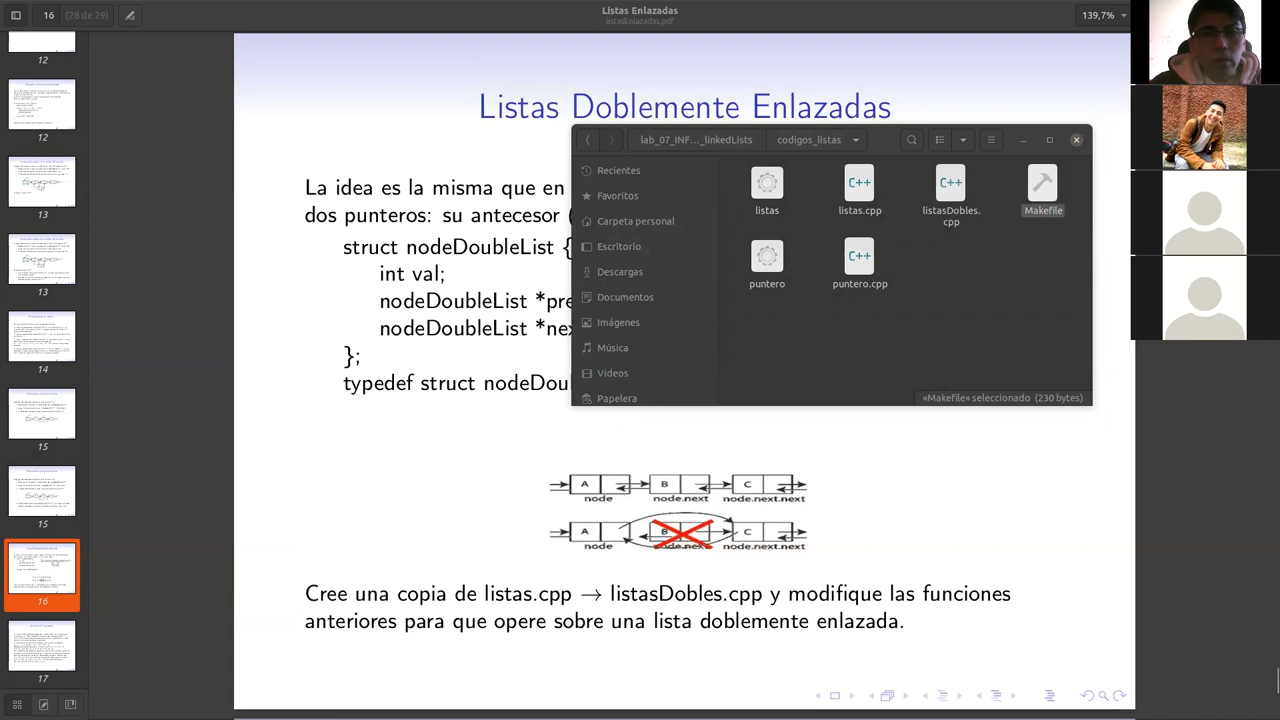 Listas Enlazadas
listasEnlazadas.pdf
16
(28 de 29)
139,7%
12
12
13
13
14
15
15
16
17
Listas Doblemente Enlazadas
La idea es la misma que en
dos punteros: su antecesor (
struct nodeDoubleList {
int val;
nodeDoubleList *pre
nodeDoubleList *nex
};
typedef struct nodeDou
lab_07_INF..._linkedLists
codigos_listas
Recientes
Favoritos
Carpeta personal
Escritorio
Descargas
Documentos
Imágenes
Música
Videos
Papelera
listas
listas.cpp
listasDobles.
cpp
Makefile
puntero
puntero.cpp
C++
C++
C++
«Makefile» seleccionado (230 bytes)
A B C
node node.next node.next.next
A B C
node node.next node.next.next
Cree una copia de listas.cpp → listasDobles.cpp y modifique las funciones
anteriores para que opere sobre una lista doblemente enlazada.